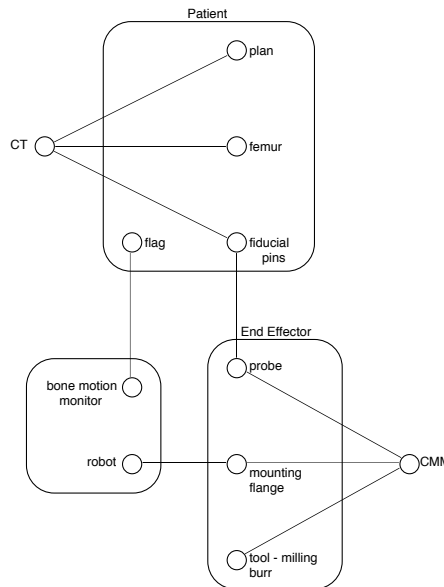 Patient
plan
CT
femur
flag
fiducial
pins
End Effector
probe
bone motion
monitor
robot
mounting
flange
CMM
tool - milling
burr